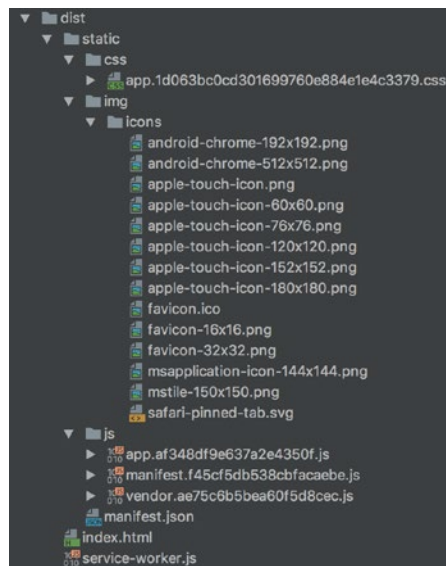 dist
static
css
app.1d063bc0cd301699760e884e1e4c3379.css
img
icons
android-chrome-192x192.png
android-chrome-512x512.png
apple-touch-icon.png
apple-touch-icon-60x60.png
apple-touch-icon-76x76.png
apple-touch-icon-120x120.png
apple-touch-icon-152x152.png
apple-touch-icon-180x180.png
favicon.ico
favicon-16x16.png
favicon-32x32.png
msapplication-icon-144x144.png
mstile-150x150.png
safari-pinned-tab.svg
js
app.af348df9e637a2e4350f.js
manifest.f45cf5db538cbfacaebe.js
vendor.ae75c6b5bea60f5d8cec.js
manifest.json
index.html
service-worker.js